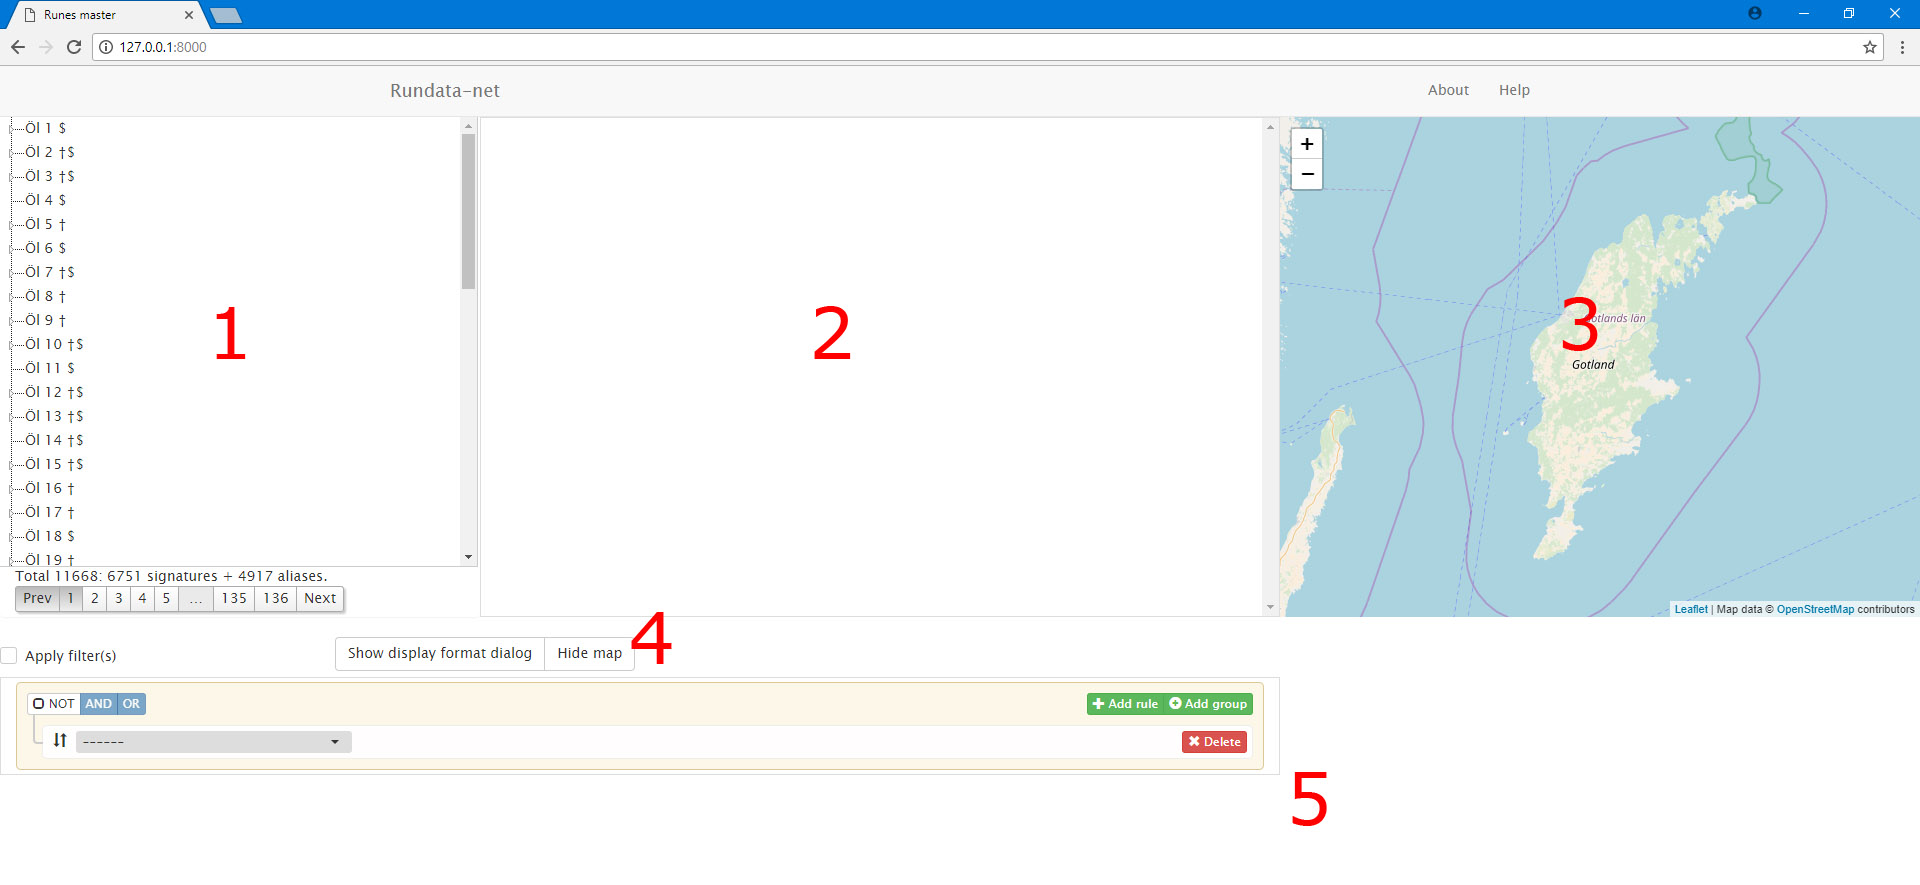 Runes master
127.0.0.1:8000
Rundata-net
About Help
Öl 1 $
Öl 2 †$
Öl 3 †$
Öl 4 $
Öl 5 †
Öl 6 $
Öl 7 †$
Öl 8 †
Öl 9 †
Öl 10 †$
Öl 11 $
Öl 12 †$
Öl 13 †$
Öl 14 †$
Öl 15 †$
Öl 16 †
Öl 17 †
Öl 18 $
Öl 19 †
1
2
+
−
3
Gotlands län
Gotland
Leaflet | Map data © OpenStreetMap contributors
Total 11668: 6751 signatures + 4917 aliases.
Prev 1 2 3 4 5 ... 135 136 Next
4
Apply filter(s)
Show display format dialog Hide map
NOT AND OR
Add rule Add group
------
Delete
5